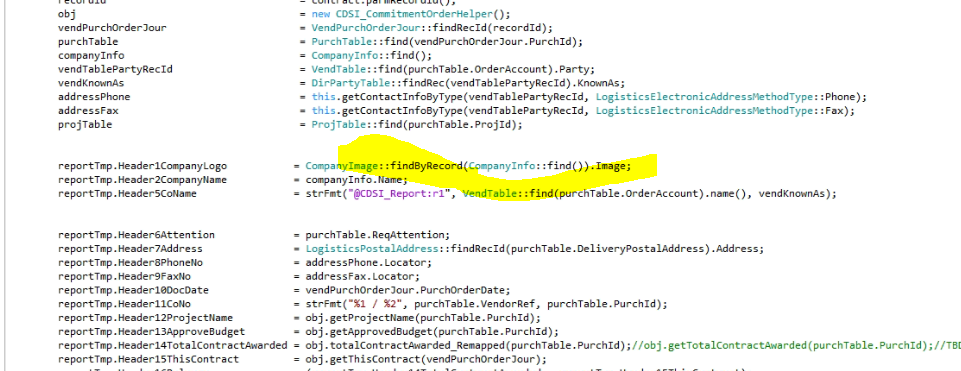 recordId = contract.parmRecordId();
obj = new CDSI_CommitmentOrderHelper();
vendPurchOrderJour = VendPurchOrderJour::findRecId(recordId);
purchTable = PurchTable::find(vendPurchOrderJour.PurchId);
companyInfo = CompanyInfo::find();
vendTablePartyRecId = VendTable::find(purchTable.OrderAccount).Party;
vendKnownAs = DirPartyTable::findRec(vendTablePartyRecId).KnownAs;
addressPhone = this.getContactInfoByType(vendTablePartyRecId, LogisticsElectronicAddressMethodType::Phone);
addressFax = this.getContactInfoByType(vendTablePartyRecId, LogisticsElectronicAddressMethodType::Fax);
projTable = ProjTable::find(purchTable.ProjId);
reportTmp.Header1CompanyLogo = CompanyImage::findByRecord(CompanyInfo::find()).Image;
reportTmp.Header2CompanyName = companyInfo.Name;
reportTmp.Header5CoName = strFmt("@CDSI_Report:r1", VendTable::find(purchTable.OrderAccount).name(), vendKnownAs);
reportTmp.Header6Attention = purchTable.ReqAttention;
reportTmp.Header7Address = LogisticsPostalAddress::findRecId(purchTable.DeliveryPostalAddress).Address;
reportTmp.Header8PhoneNo = addressPhone.Locator;
reportTmp.Header9FaxNo = addressFax.Locator;
reportTmp.Header10DocDate = vendPurchOrderJour.PurchOrderDate;
reportTmp.Header11CoNo = strFmt("%1 / %2", purchTable.VendorRef, purchTable.PurchId);
reportTmp.Header12ProjectName = obj.getProjectName(purchTable.PurchId);
reportTmp.Header13ApproveBudget = obj.getApprovedBudget(purchTable.PurchId);
reportTmp.Header14TotalContractAwarded = obj.totalContractAwarded_Remapped(purchTable.PurchId);//obj.getTotalContractAwarded(purchTable.PurchId);//TBD
reportTmp.Header15ThisContract = obj.getThisContract(vendPurchOrderJour);